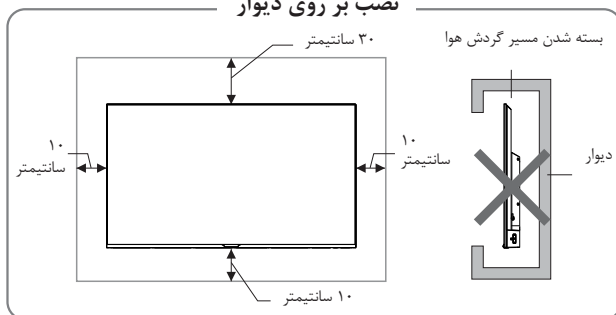 نصب بر روی دیوار
بسته شدن مسیر گردش هوا
۳۰ سانتیمتر
۱۰
سانتیمتر
۱۰
سانتیمتر
دیوار
۱۰ سانتیمتر